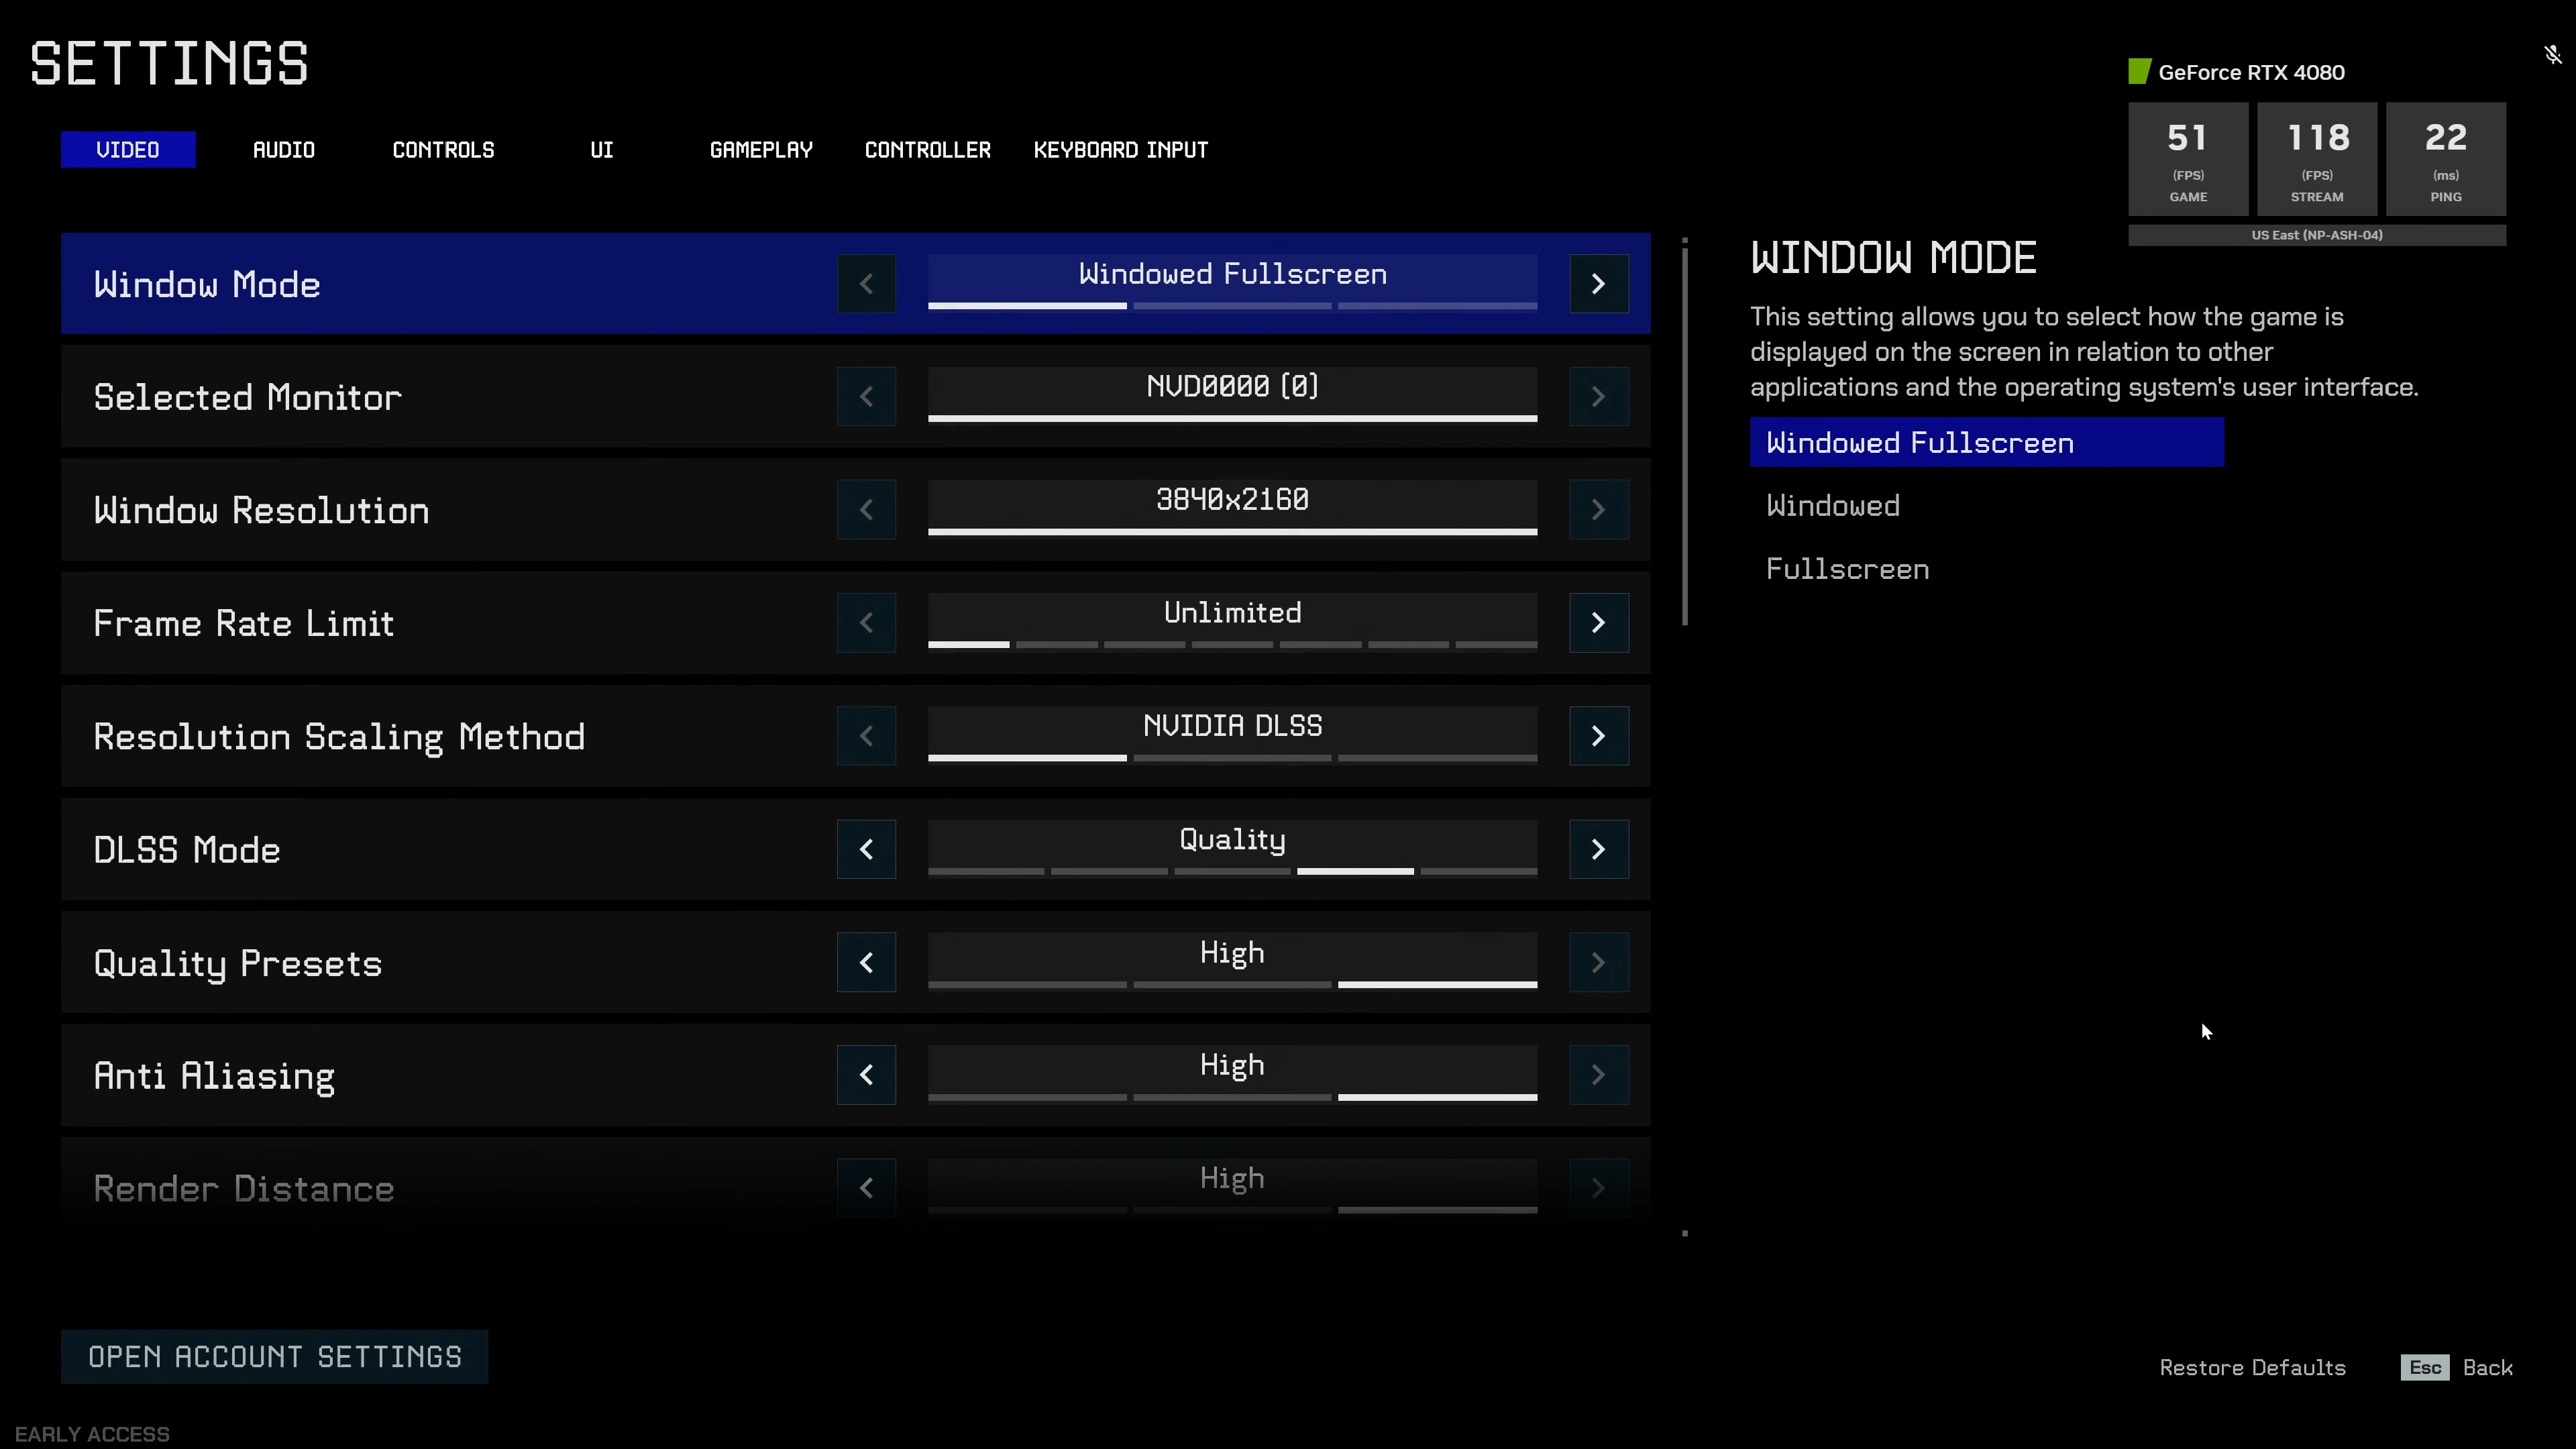 SETTINGS
GeForce RTX 4080
51 118 22
(FPS) (FPS) (ms)
GAME STREAM PING
US East (NP-ASH-04)
VIDEO AUDIO CONTROLS UI GAMEPLAY CONTROLLER KEYBOARD INPUT
Window Mode Windowed Fullscreen
Selected Monitor NVD0000 (0)
Window Resolution 3840x2160
Frame Rate Limit Unlimited
Resolution Scaling Method NVIDIA DLSS
DLSS Mode Quality
Quality Presets High
Anti Aliasing High
Render Distance High
WINDOW MODE
This setting allows you to select how the game is
displayed on the screen in relation to other
applications and the operating system's user interface.
Windowed Fullscreen
Windowed
Fullscreen
OPEN ACCOUNT SETTINGS
Restore Defaults Esc Back
EARLY ACCESS